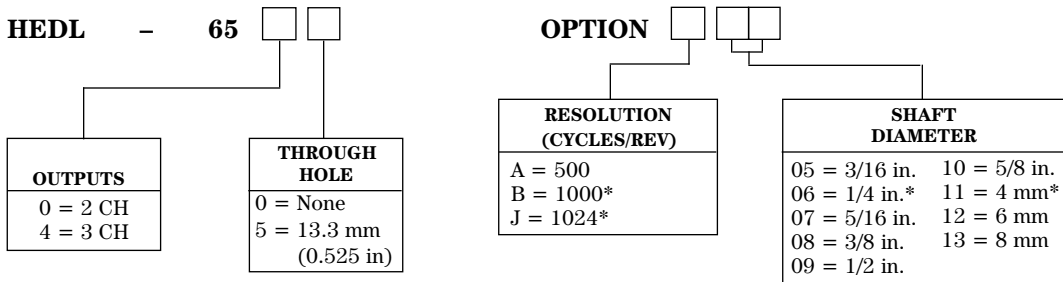 HEDL – 65
OPTION
OUTPUTS
0 = 2 CH
4 = 3 CH
THROUGH
HOLE
0 = None
5 = 13.3 mm
(0.525 in)
RESOLUTION
(CYCLES/REV)
A = 500
B = 1000*
J = 1024*
SHAFT
DIAMETER
05 = 3/16 in.
06 = 1/4 in.*
07 = 5/16 in.
08 = 3/8 in.
09 = 1/2 in.
10 = 5/8 in.
11 = 4 mm*
12 = 6 mm
13 = 8 mm